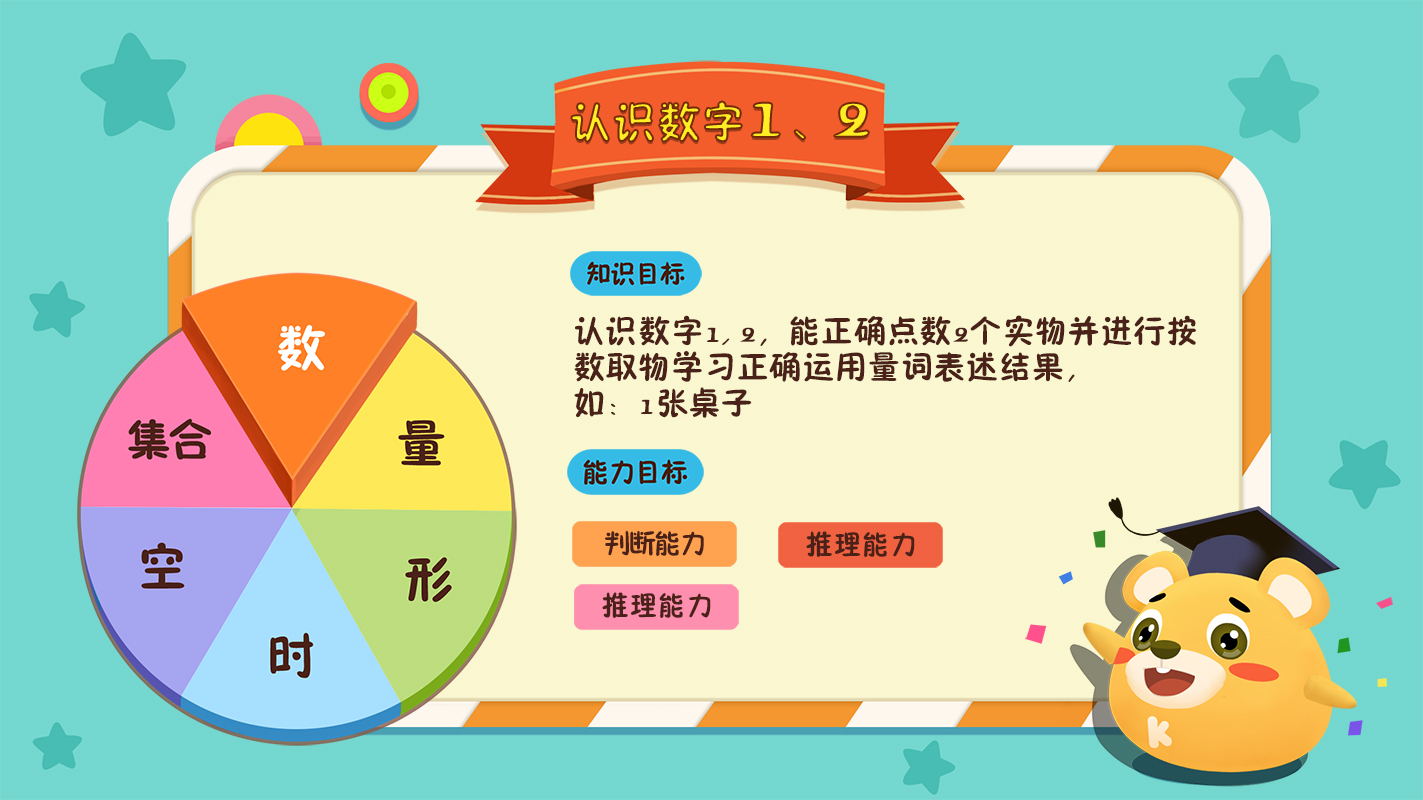 认识数字1、2
数
集合
量
空
形
时
知识目标
认识数字1,2,能正确点数2个实物并进行按
数取物学习正确运用量词表述结果,
如:1张桌子
能力目标
判断能力
推理能力
推理能力
K